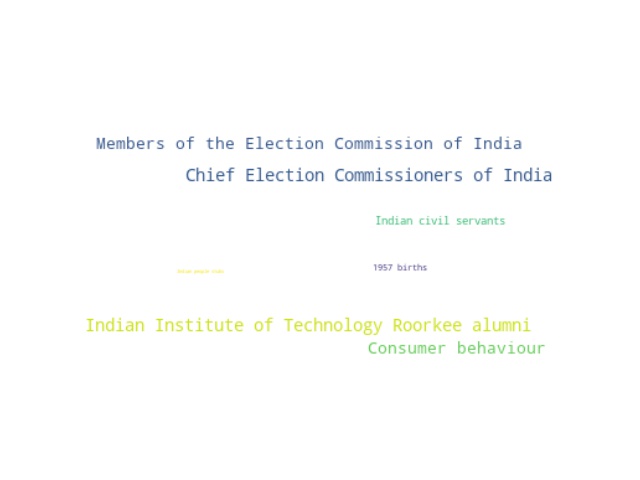 Members of the Election Commission of India
Chief Election Commissioners of India
Indian civil servants
1957 births
Indian Institute of Technology Roorkee alumni
Consumer behaviour